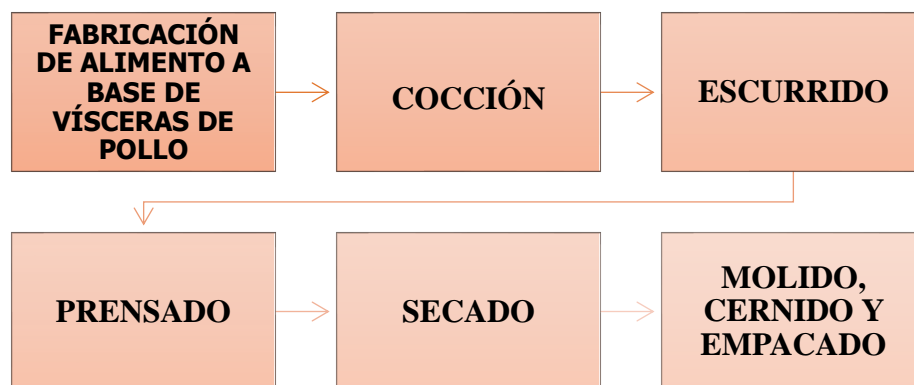 FABRICACIÓN
DE ALIMENTO A
BASE DE
VÍSCERAS DE
POLLO
COCCIÓN
ESCURRIDO
PRENSADO
SECADO
MOLIDO,
CERNIDO Y
EMPACADO